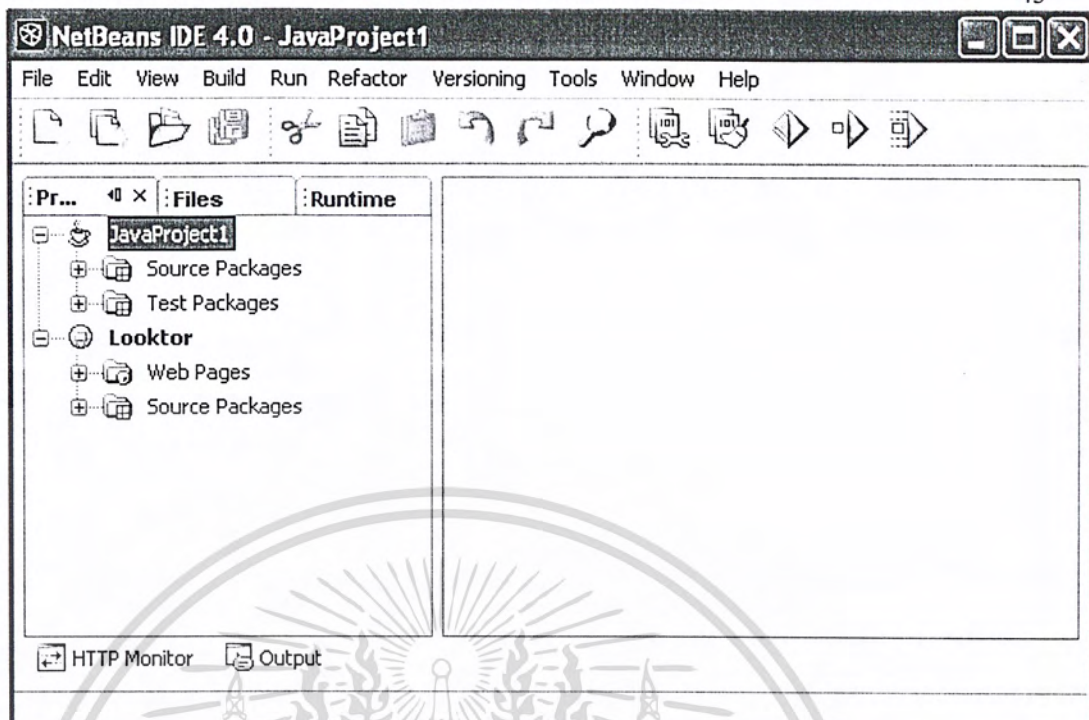 NetBeans IDE 4.0 - JavaProject1
File Edit View Build Run Refactor Versioning Tools Window Help
Pr... Files Runtime
JavaProject1
Source Packages
Test Packages
Looktor
Web Pages
Source Packages
HTTP Monitor Output